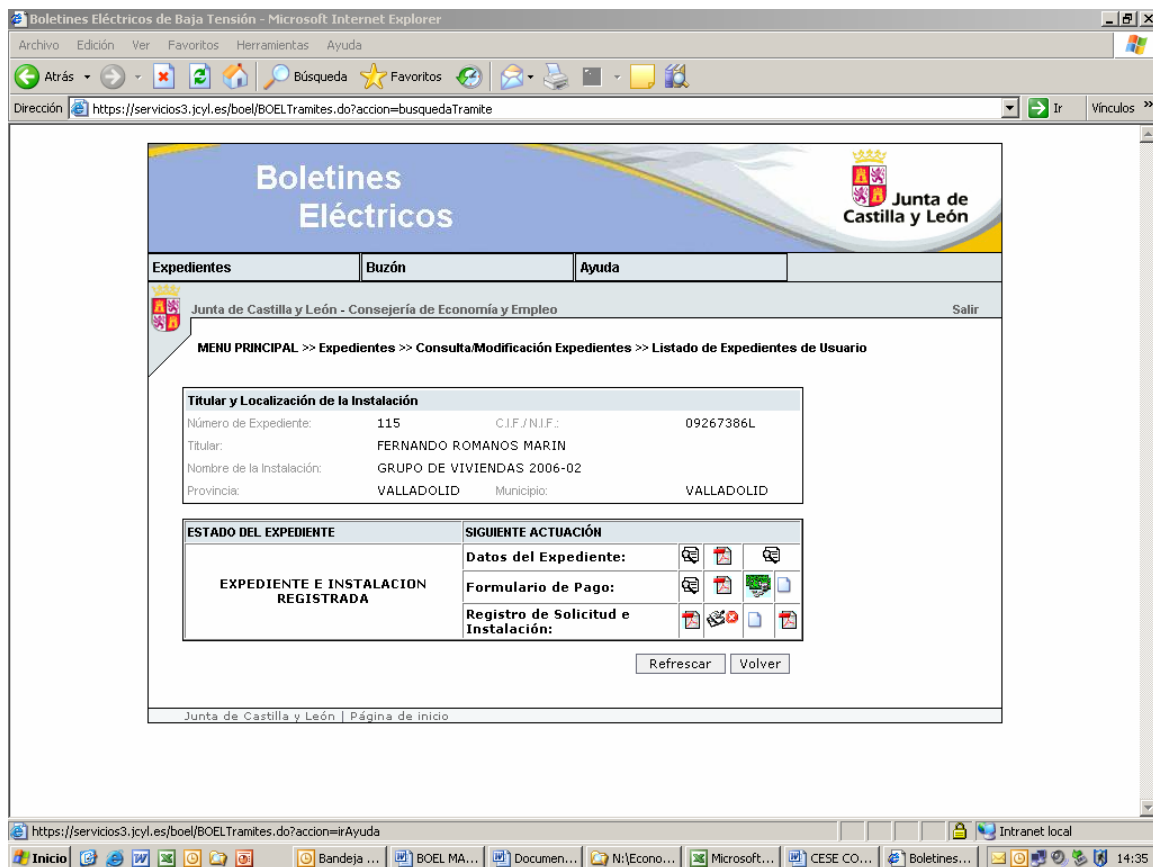 Boletines Eléctricos de Baja Tensión - Microsoft Internet Explorer
Archivo Edición Ver Favoritos Herramientas Ayuda
Atrás Búsqueda Favoritos
Dirección https://servicios3.jcyl.es/boel/BOELTramites.do?accion=busquedaTramite Ir Vínculos »
Boletines
Eléctricos
Junta de
Castilla y León
Expedientes Buzón Ayuda
Junta de Castilla y León - Consejería de Economía y Empleo Salir
MENU PRINCIPAL >> Expedientes >> Consulta/Modificación Expedientes >> Listado de Expedientes de Usuario
Titular y Localización de la Instalación
Número de Expediente: 115 C.I.F./N.I.F.: 09267386L
Titular: FERNANDO ROMANOS MARIN
Nombre de la Instalación: GRUPO DE VIVIENDAS 2006-02
Provincia: VALLADOLID Municipio: VALLADOLID
ESTADO DEL EXPEDIENTE SIGUIENTE ACTUACIÓN
Datos del Expediente:
EXPEDIENTE E INSTALACION
REGISTRADA
Formulario de Pago:
Registro de Solicitud e
Instalación:
Refrescar Volver
Junta de Castilla y León | Página de inicio
https://servicios3.jcyl.es/boel/BOELTramites.do?accion=irAyuda Intranet local
Inicio Bandeja ... BOEL MA... Documen... N:\Econo... Microsoft... CESE CO... Boletines... 14:35